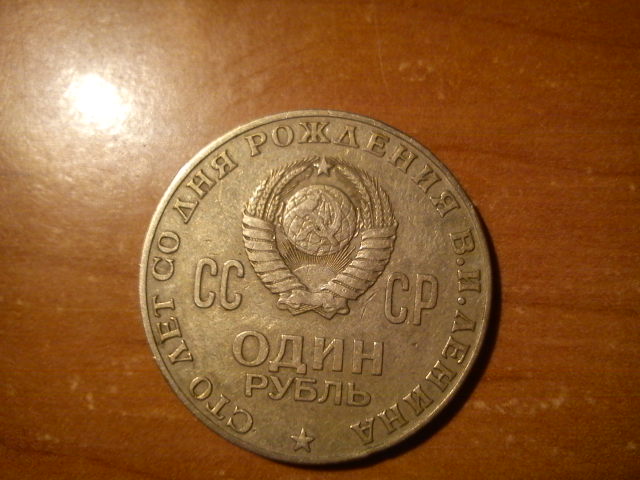 СТО ЛЕТ СО ДНЯ РОЖДЕНИЯ В.И.ЛЕНИНА
СС СР
ОДИН
РУБЛЬ